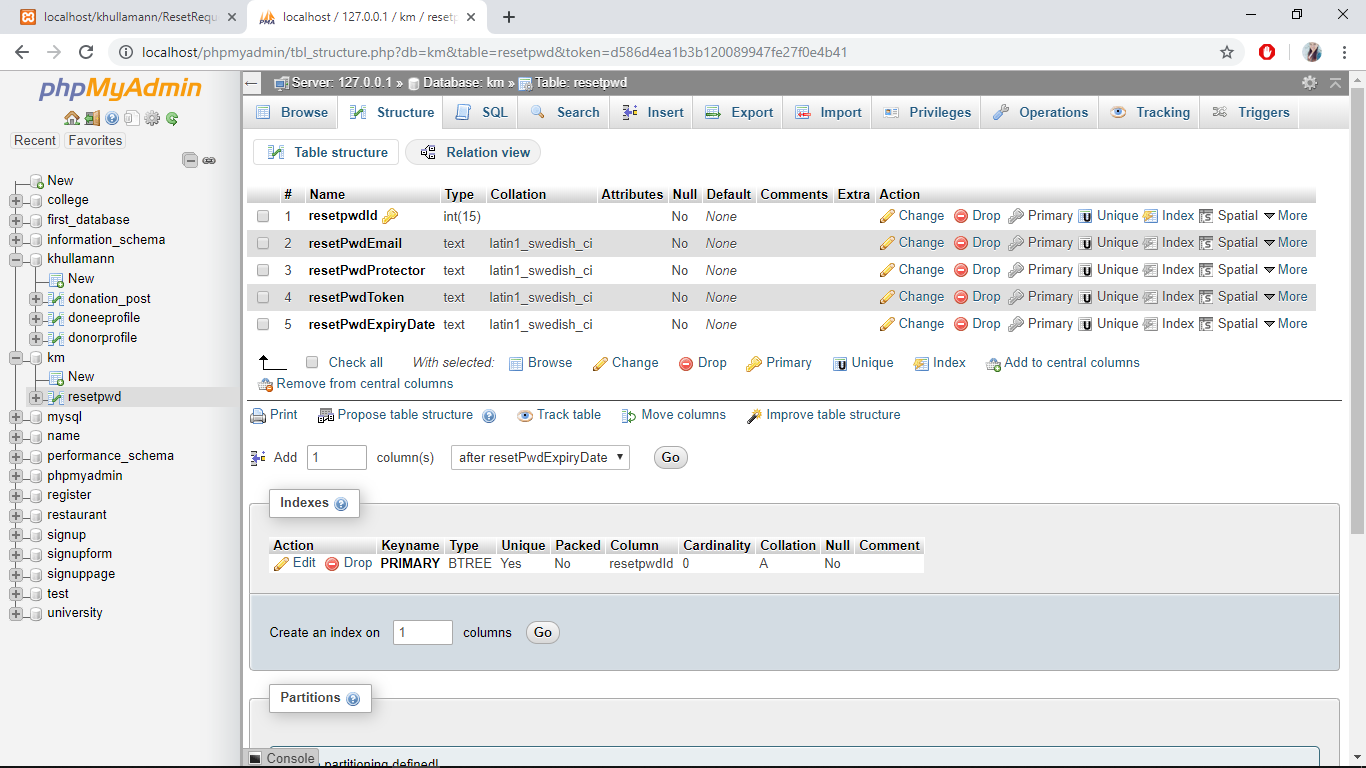 localhost/khullamann/ResetRequ
localhost / 127.0.0.1 / km / resetp
localhost/phpmyadmin/tbl_structure.php?db=km&table=resetpwd&token=d586d4ea1b3b120089947fe27f0e4b41
phpMyAdmin
Recent Favorites
New
college
first_database
information_schema
khullamann
New
donation_post
doneeprofile
donorprofile
km
New
resetpwd
mysql
name
performance_schema
phpmyadmin
register
restaurant
signup
signupform
signuppage
test
university
Server: 127.0.0.1 » Database: km » Table: resetpwd
Browse Structure SQL Search Insert Export Import Privileges Operations Tracking Triggers
Table structure Relation view
# Name Type Collation Attributes Null Default Comments Extra Action
1 resetpwdId int(15) No None Change Drop Primary Unique Index Spatial More
2 resetPwdEmail text latin1_swedish_ci No None Change Drop Primary Unique Index Spatial More
3 resetPwdProtector text latin1_swedish_ci No None Change Drop Primary Unique Index Spatial More
4 resetPwdToken text latin1_swedish_ci No None Change Drop Primary Unique Index Spatial More
5 resetPwdExpiryDate text latin1_swedish_ci No None Change Drop Primary Unique Index Spatial More
Check all With selected: Browse Change Drop Primary Unique Index Add to central columns
Remove from central columns
Print Propose table structure Track table Move columns Improve table structure
Add 1 column(s) after resetPwdExpiryDate Go
Indexes
Action Keyname Type Unique Packed Column Cardinality Collation Null Comment
Edit Drop PRIMARY BTREE Yes No resetpwdId 0 A No
Create an index on 1 columns Go
Partitions
partitioning defined!
Console